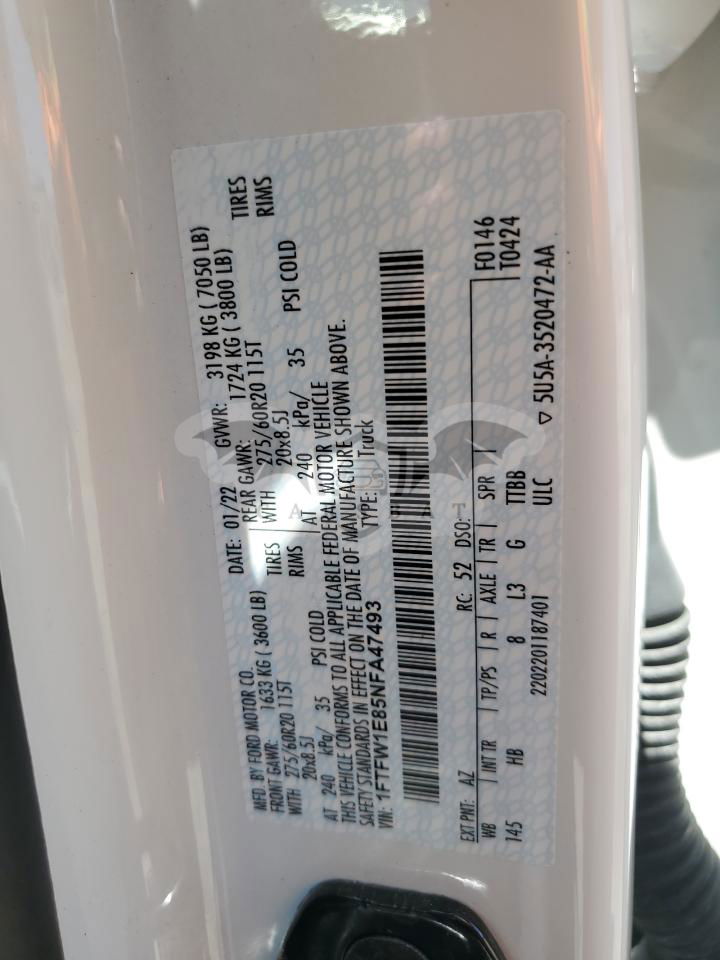 MFD. BY FORD MOTOR CO. DATE: 01/22 GVWR: 3198 KG ( 7050 LB)
FRONT GAWR: 1633 KG ( 3600 LB) REAR GAWR: 1724 KG ( 3800 LB)
WITH 275/60R20 115T TIRES WITH 275/60R20 115T TIRES
20x8.5J RIMS 20x8.5J RIMS
AT 240 kPa/ 35 PSI COLD AT 240 kPa/ 35 PSI COLD
THIS VEHICLE CONFORMS TO ALL APPLICABLE FEDERAL MOTOR VEHICLE
SAFETY STANDARDS IN EFFECT ON THE DATE OF MANUFACTURE SHOWN ABOVE.
VIN: 1FTFW1E85NFA47493 TYPE: Truck
EXT PNT: AZ RC: 52 DSO: F0146
WB INT TR TP/PS R AXLE TR SPR T0424
145 HB 8 L3 G TTBB
2202201187401 ULC ▽ 5U5A-3520472-AA